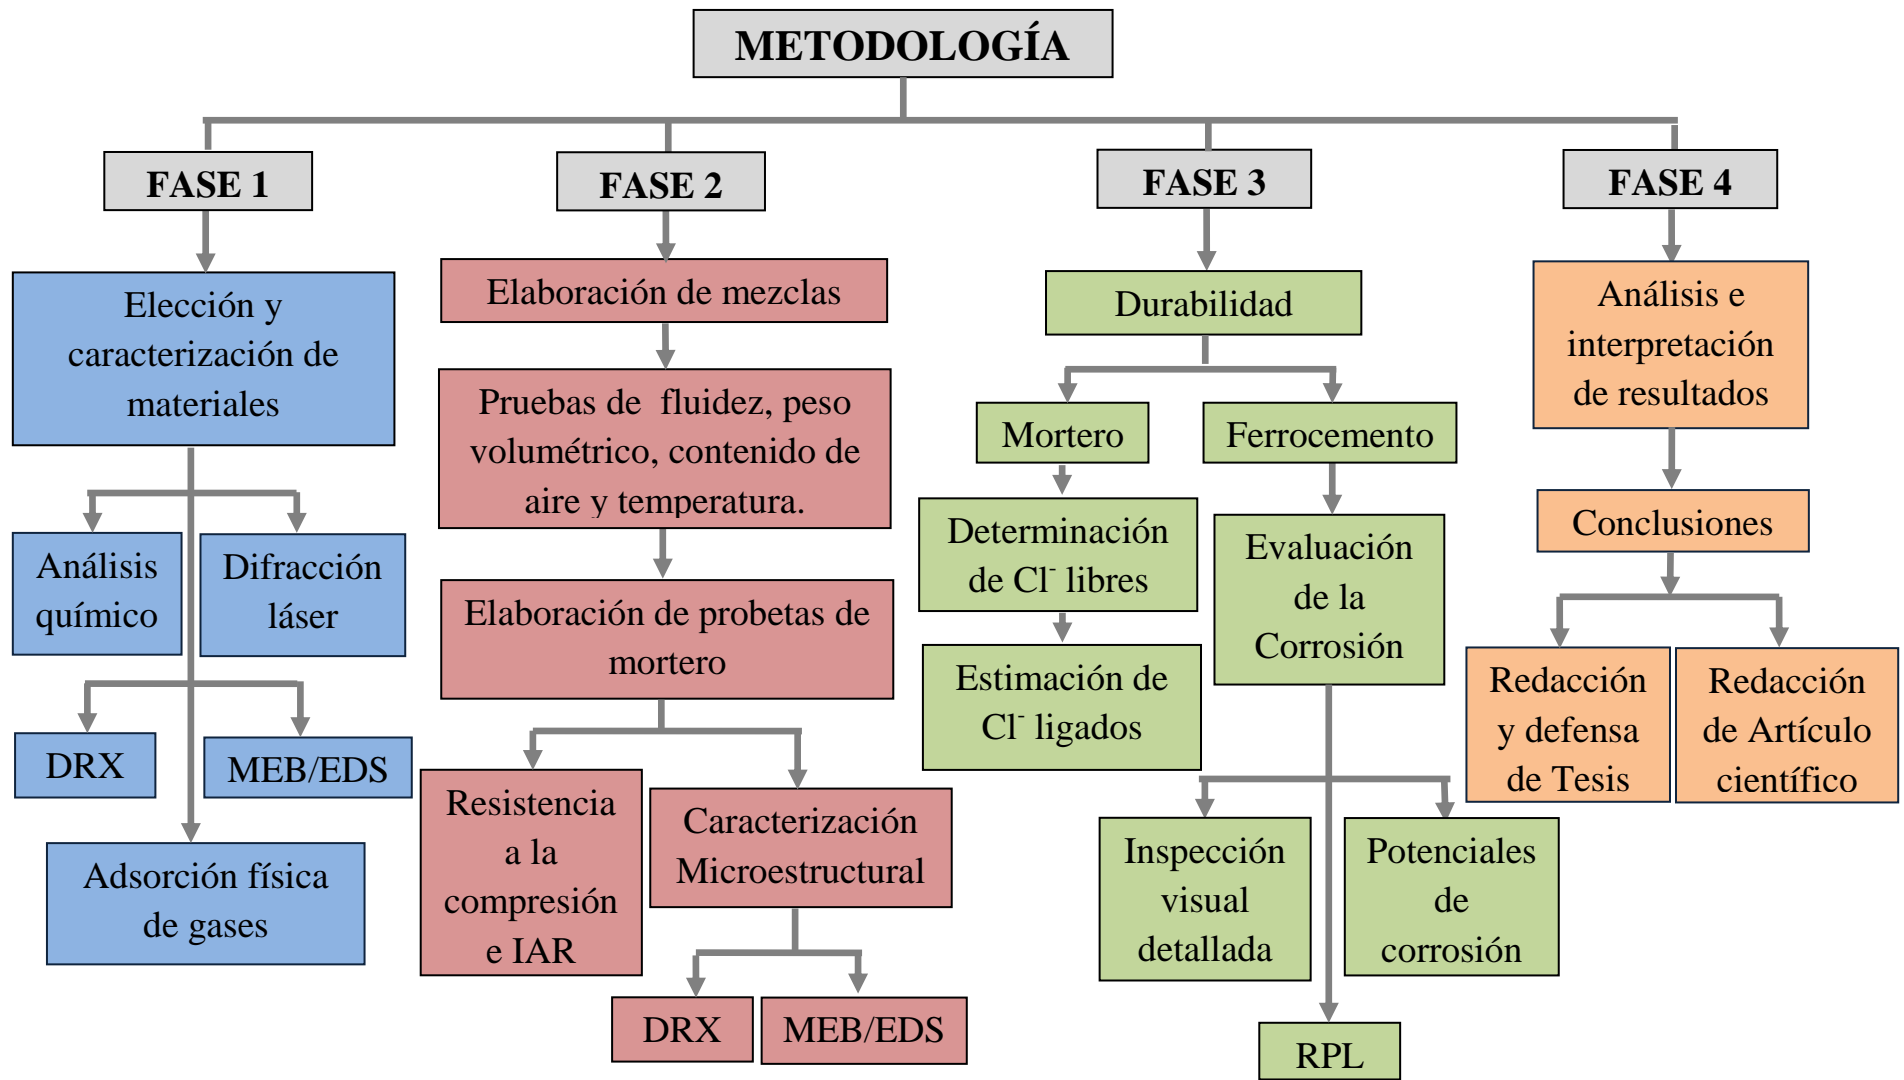 METODOLOGÍA
FASE 1
Elección y
caracterización de
materiales
Análisis
químico
Difracción
láser
DRX
MEB/EDS
Adsorción física
de gases
FASE 2
Elaboración de mezclas
Pruebas de  fluidez, peso
volumétrico, contenido de
aire y temperatura.
Elaboración de probetas de
mortero
Resistencia
a la
compresión
e IAR
Caracterización
Microestructural
DRX
MEB/EDS
FASE 3
Durabilidad
Mortero
Determinación
de Cl⁻ libres
Estimación de
Cl⁻ ligados
Ferrocemento
Evaluación
de la
Corrosión
Inspección
visual
detallada
Potenciales
de
corrosión
RPL
FASE 4
Análisis e
interpretación
de resultados
Conclusiones
Redacción
y defensa
de Tesis
Redacción
de Artículo
científico